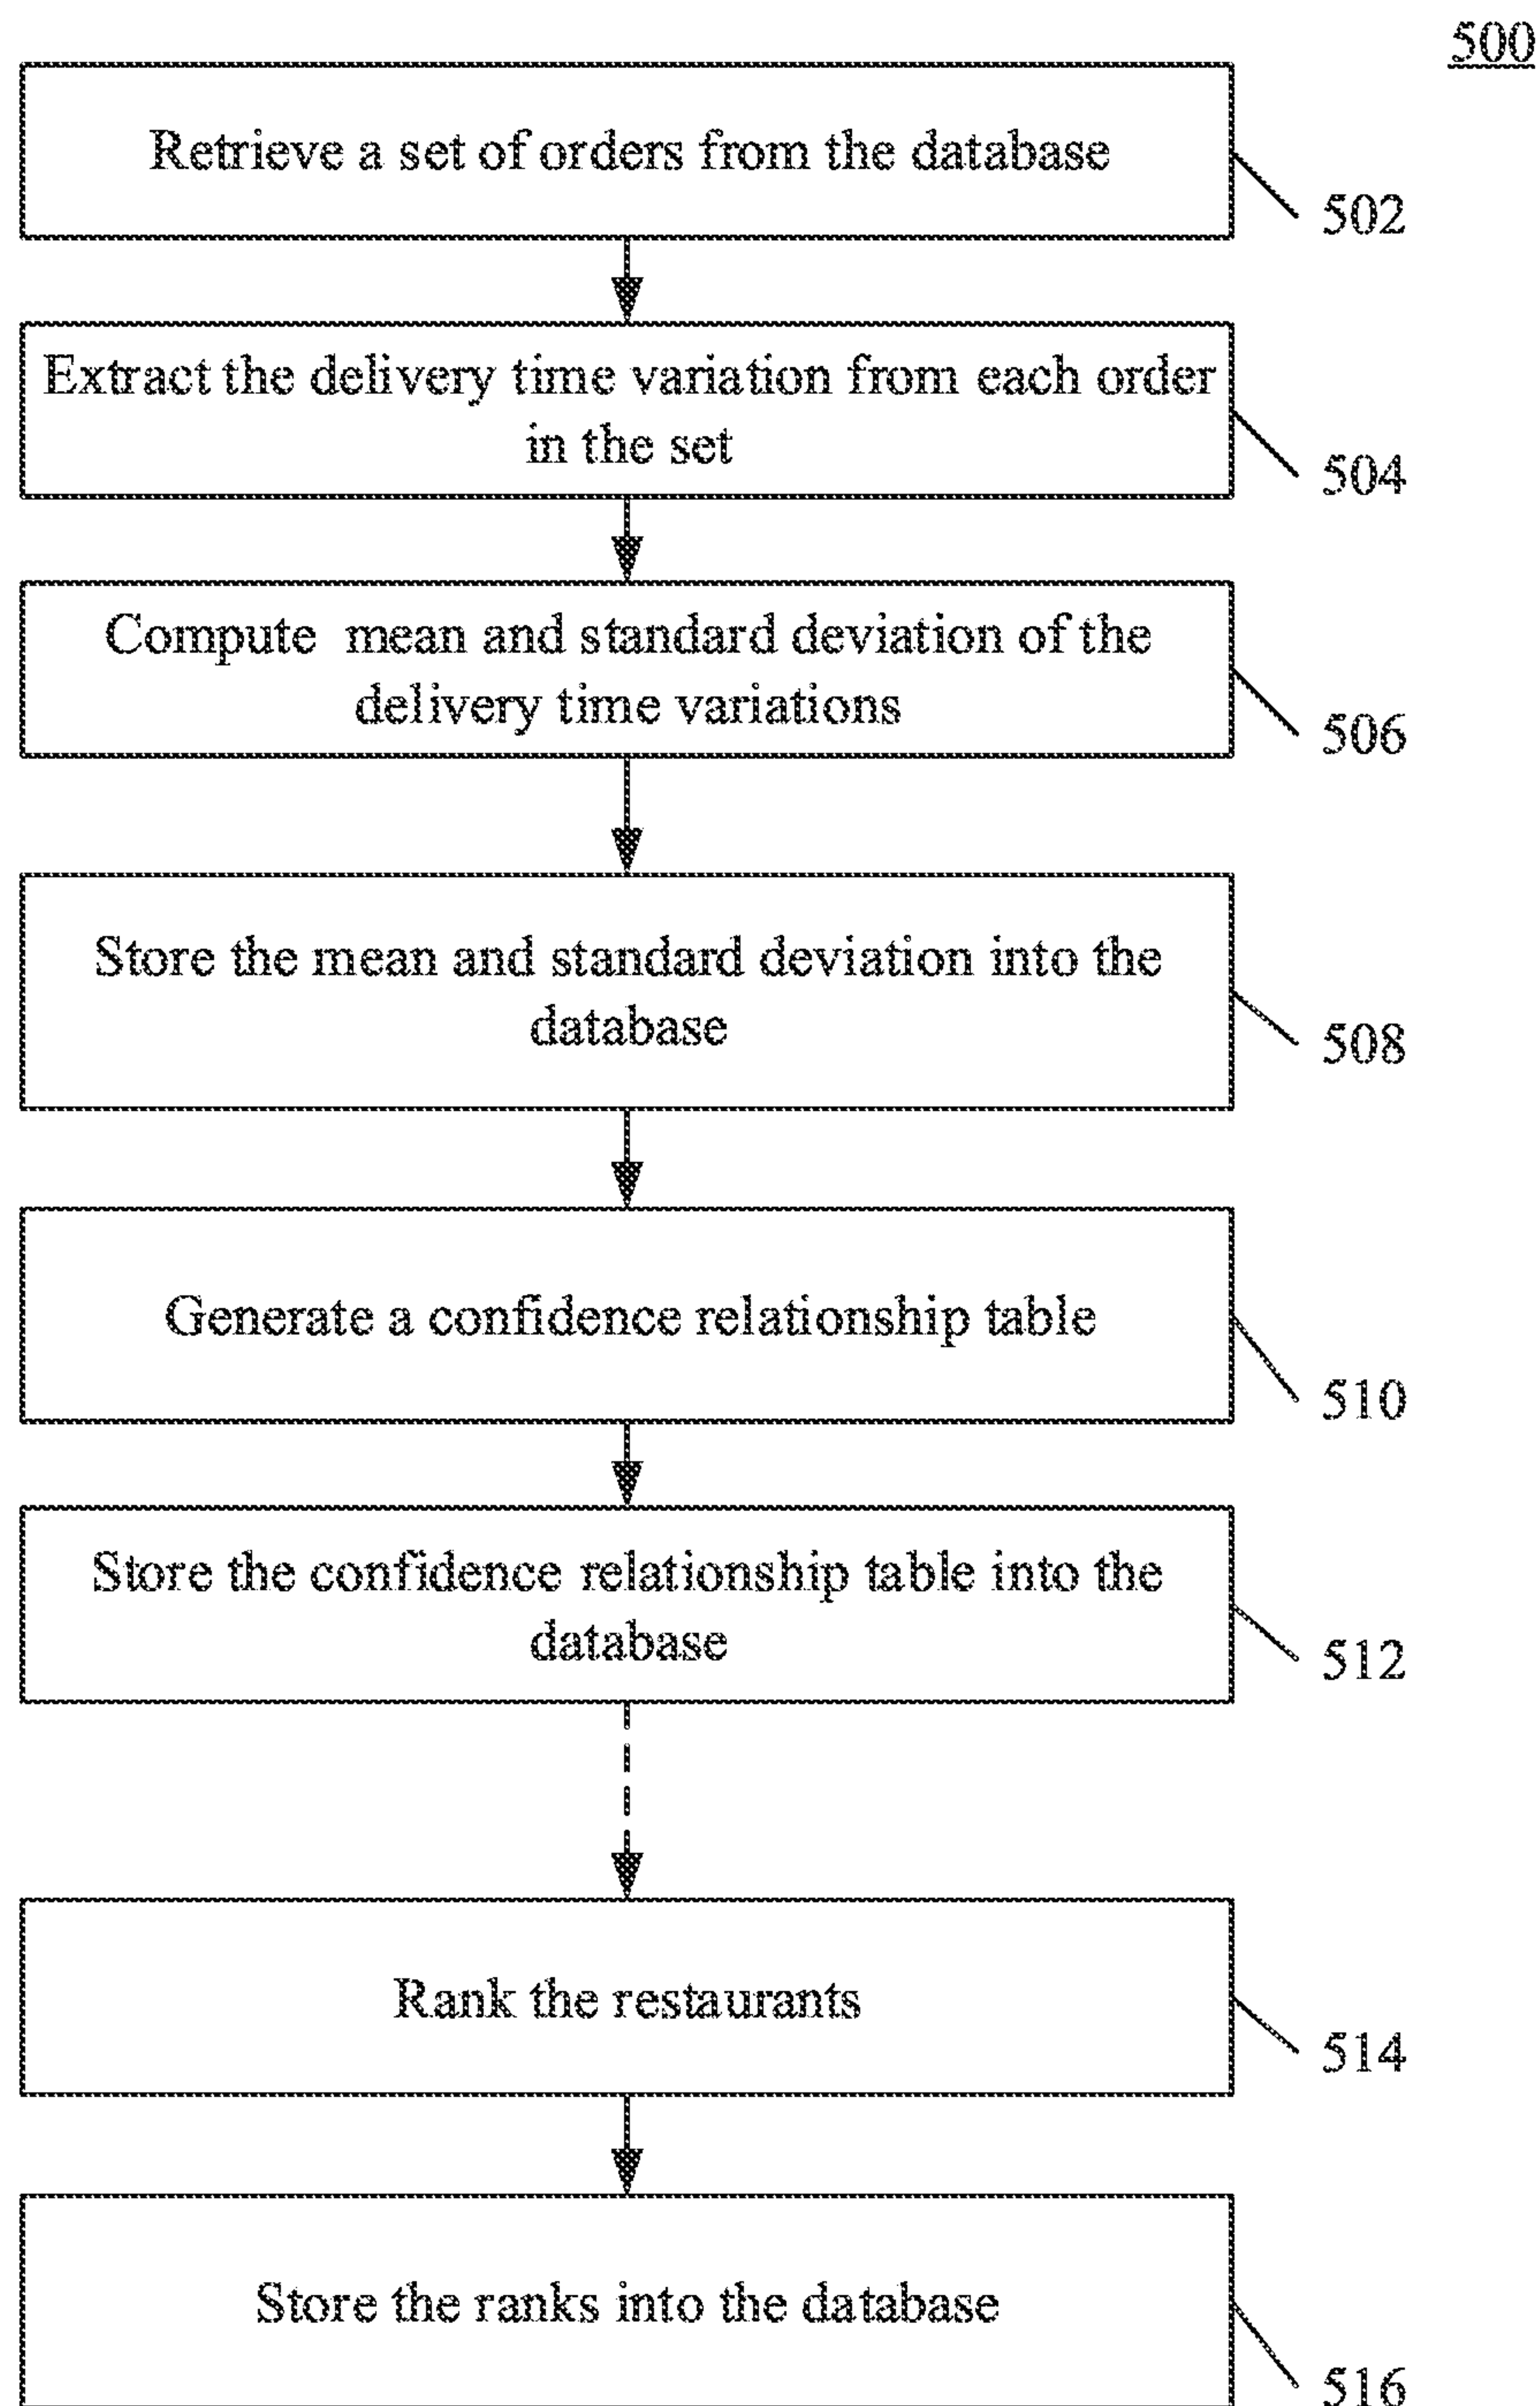 500
Retrieve a set of orders from the database
502
Extract the delivery time variation from each order
in the set
504
Compute mean and standard deviation of the
delivery time variations
506
Store the mean and standard deviation into the
database
508
Generate a confidence relationship table
510
Store the confidence relationship table into the
database
512
Rank the restaurants
514
Store the ranks into the database
516